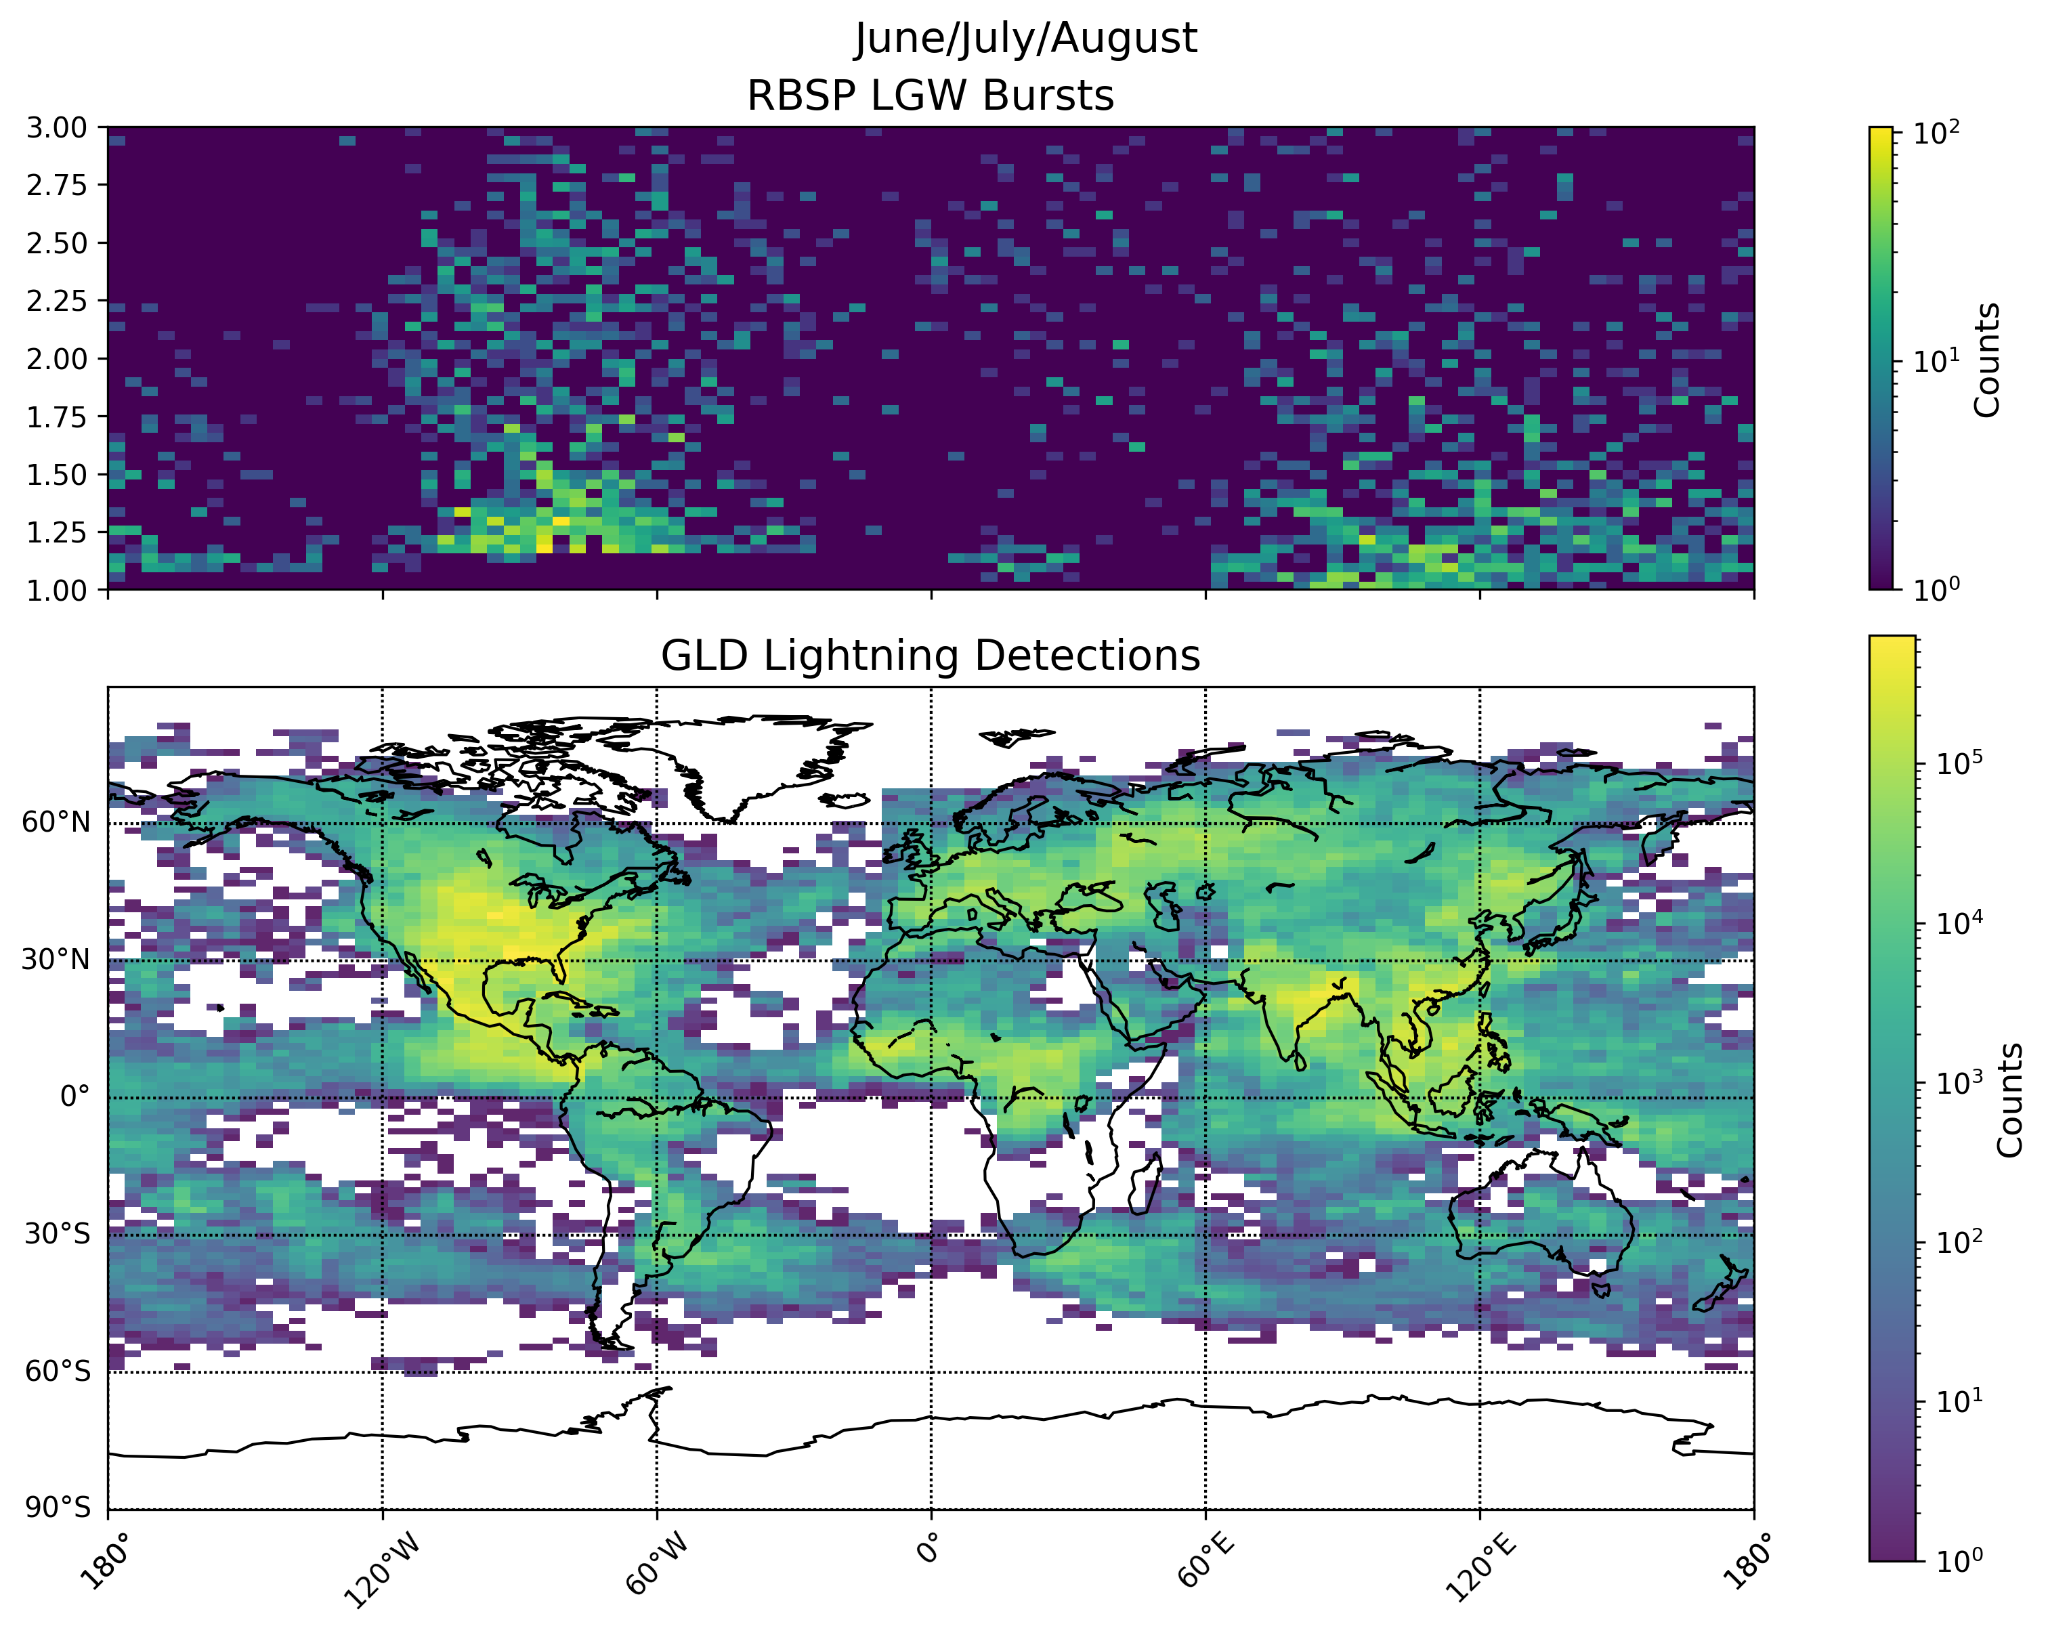 June/July/August
RBSP LGW Bursts
3.00
2.75
2.50
2.25
2.00
1.75
1.50
1.25
1.00
10²
10¹
10⁰
Counts
GLD Lightning Detections
60°N
30°N
0°
30°S
60°S
90°S
180°
120°W
60°W
0°
60°E
120°E
180°
10⁵
10⁴
10³
10²
10¹
10⁰
Counts